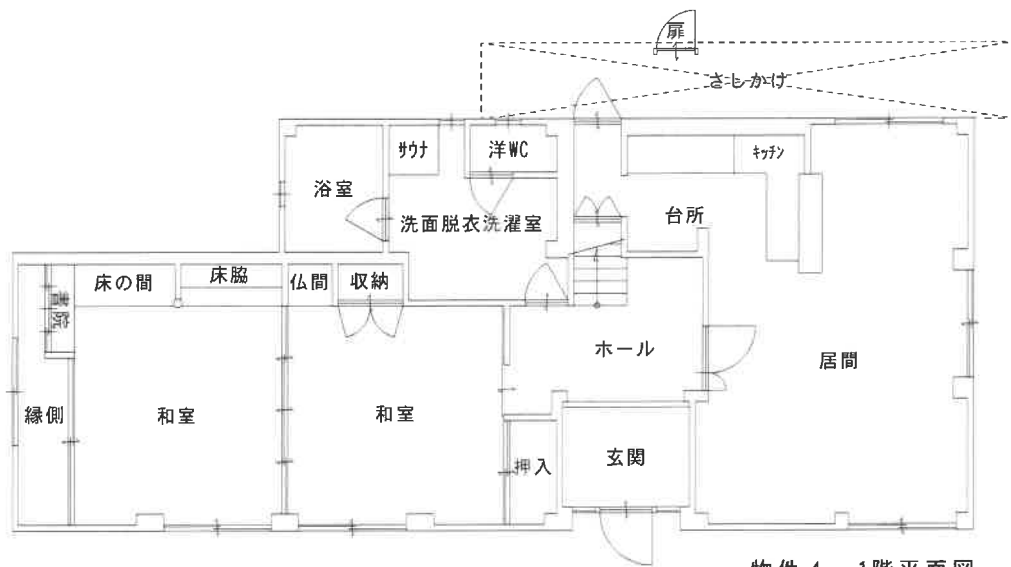 扉
さしかけ
サウナ
洋WC
キッチン
浴室
台所
洗面脱衣洗濯室
床の間
床脇
仏間
収納
書院
ホール
居間
縁側
和室
和室
押入
玄関
物件4 1階平面図